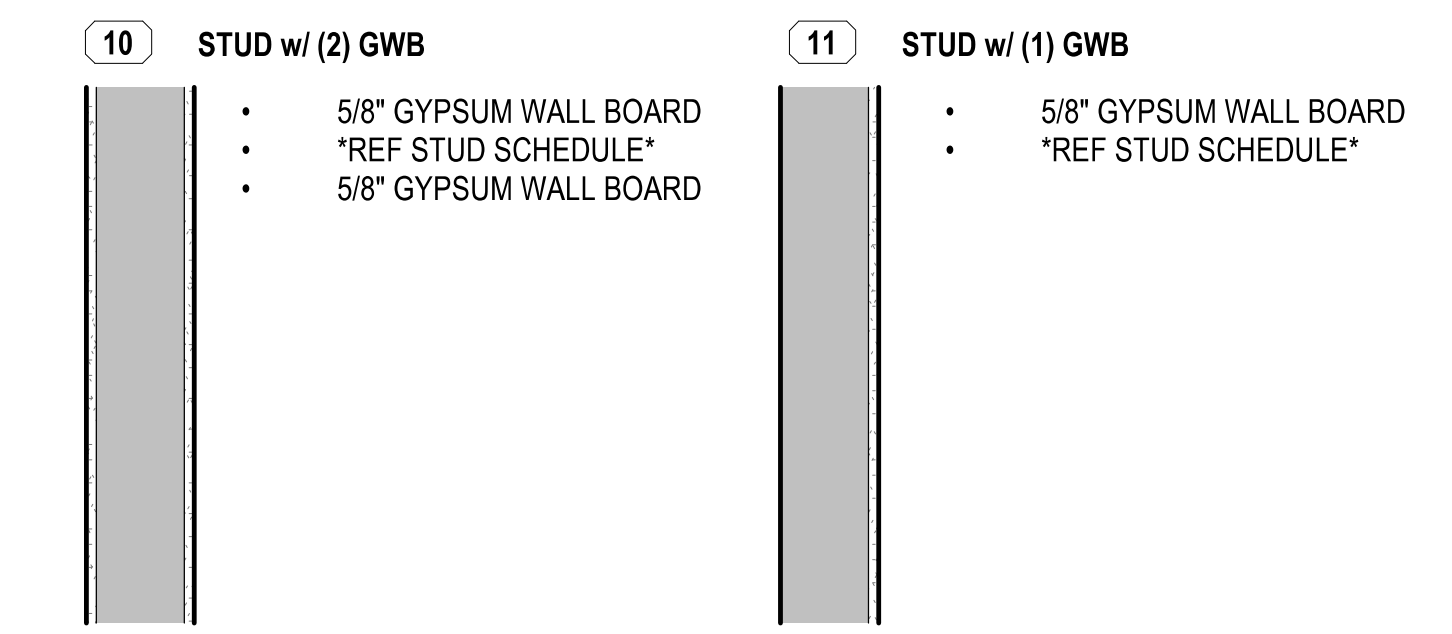 10 STUD w/ (2) GWB
• 5/8" GYPSUM WALL BOARD
• *REF STUD SCHEDULE*
• 5/8" GYPSUM WALL BOARD
11 STUD w/ (1) GWB
• 5/8" GYPSUM WALL BOARD
• *REF STUD SCHEDULE*